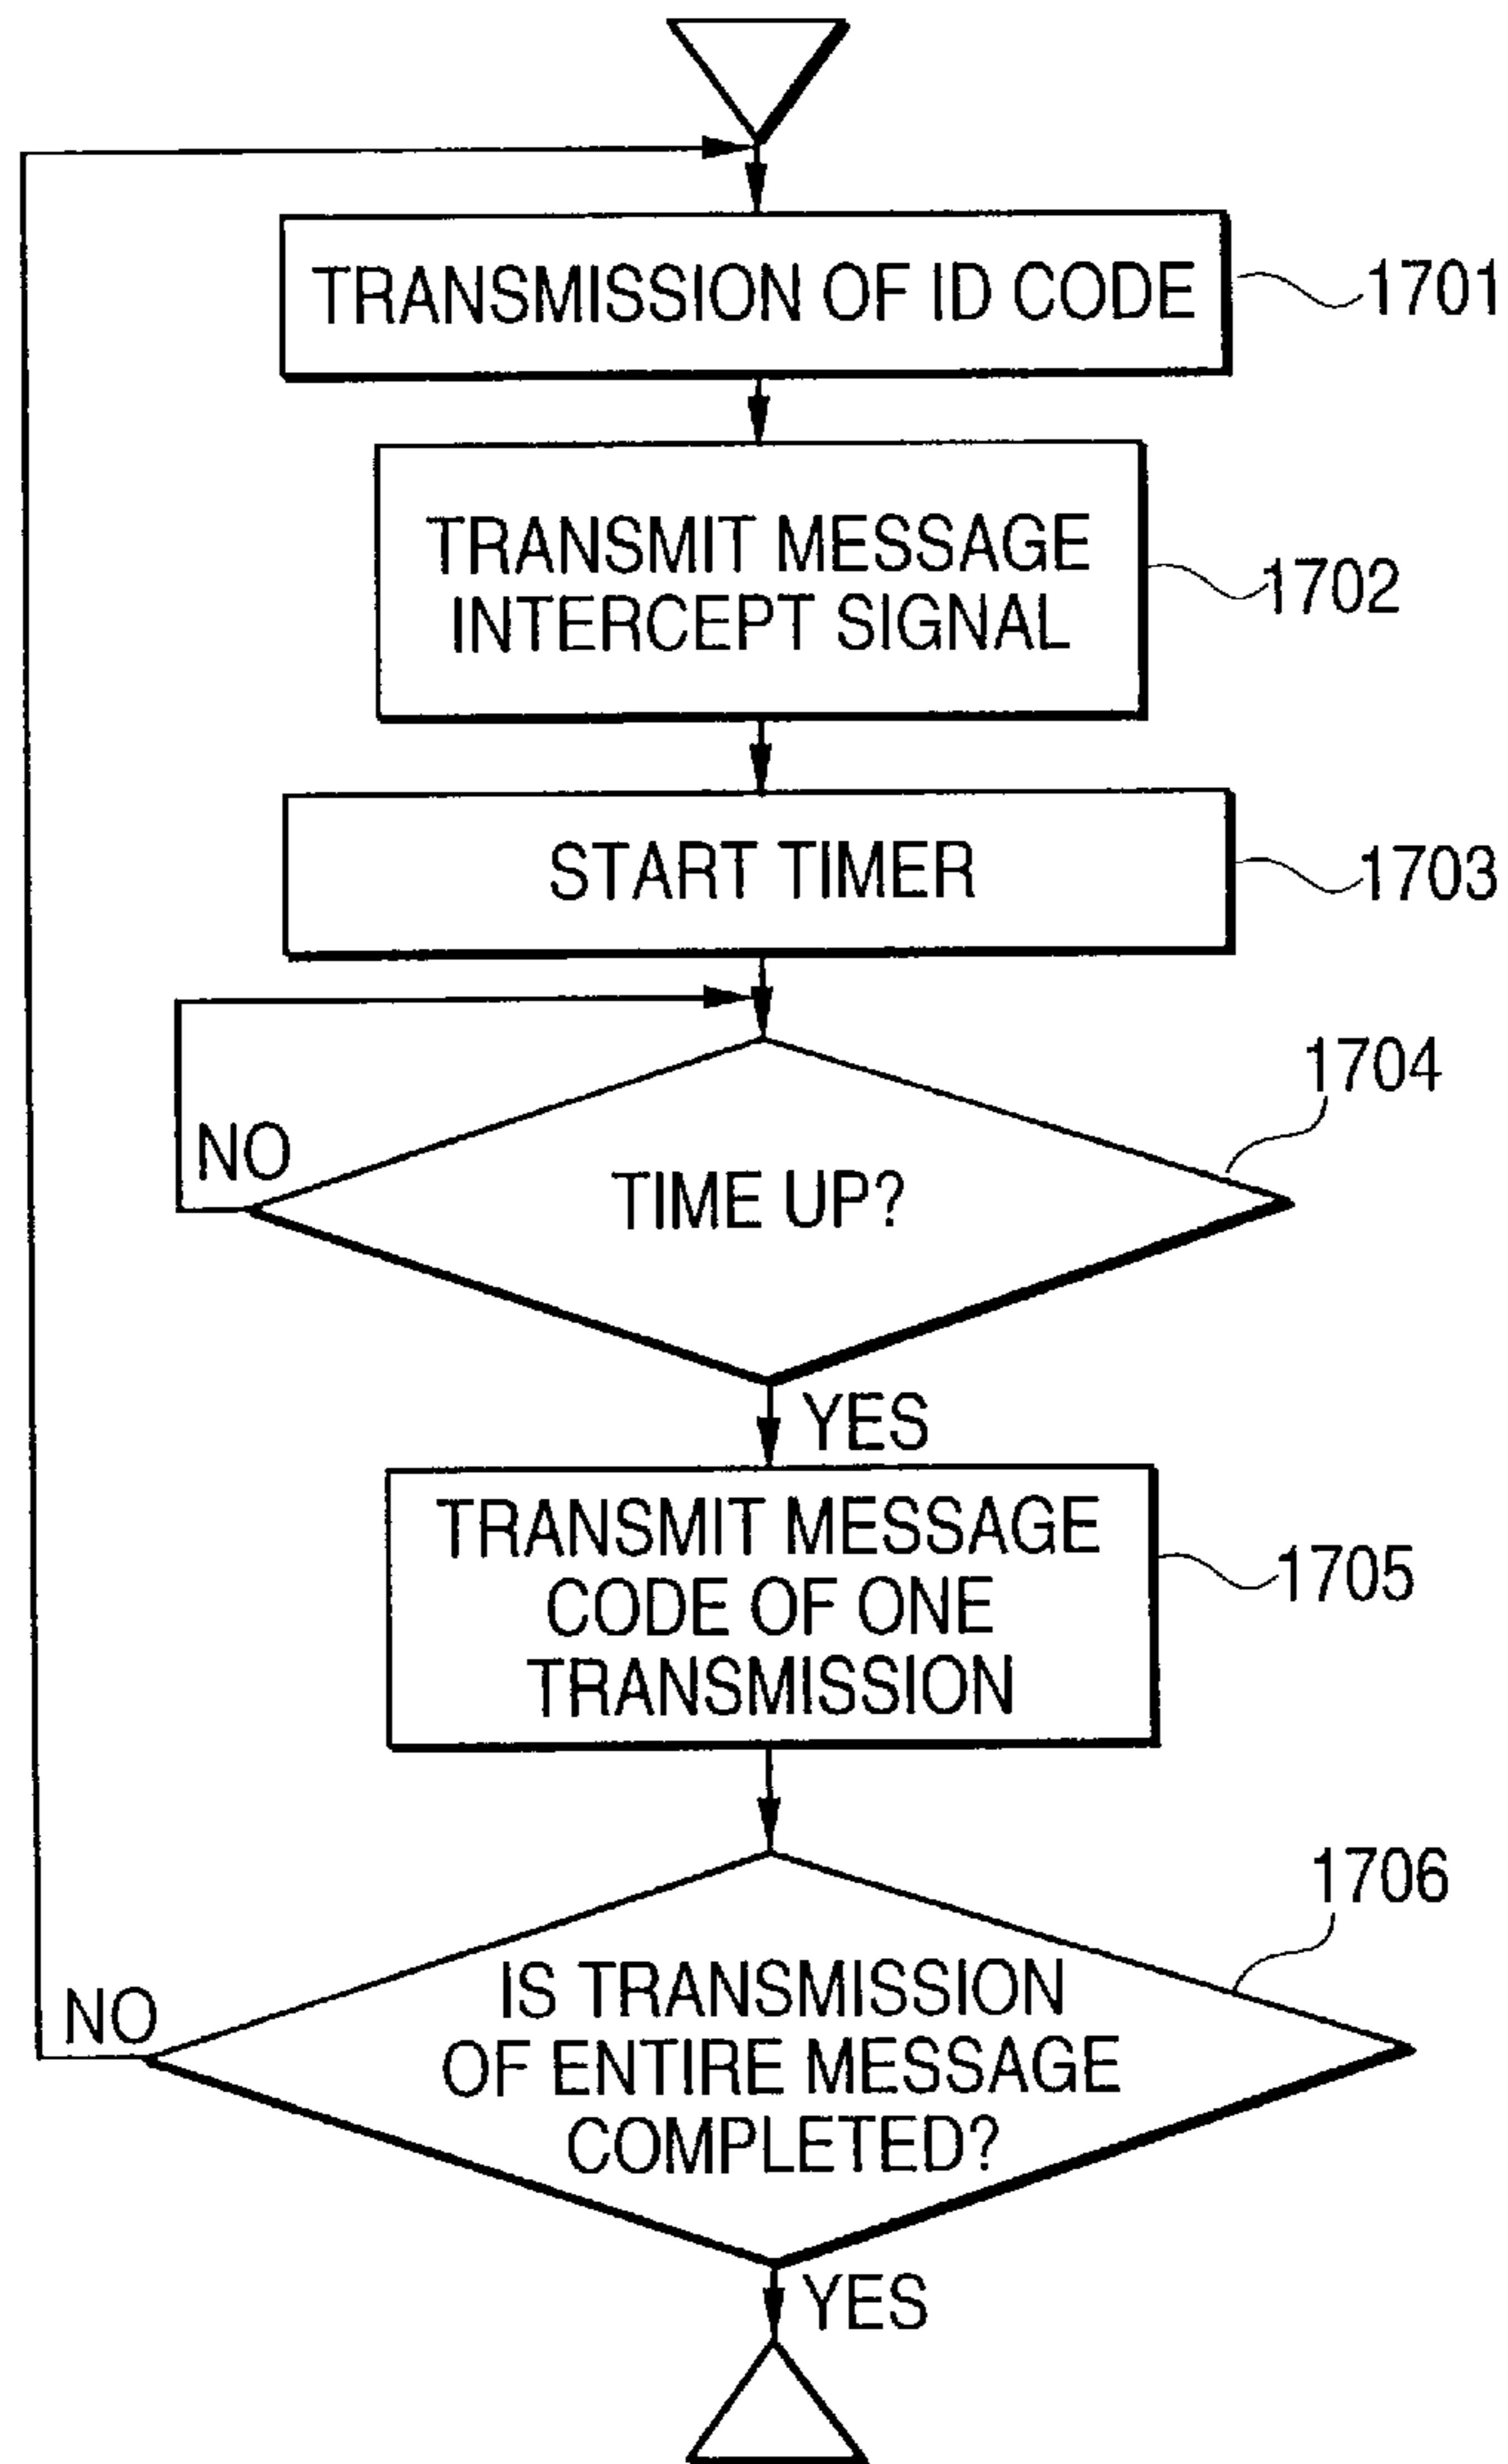 TRANSMISSION OF ID CODE
1701
TRANSMIT MESSAGE
INTERCEPT SIGNAL
1702
START TIMER
1703
1704
NO
TIME UP?
YES
TRANSMIT MESSAGE
CODE OF ONE
TRANSMISSION
1705
1706
NO
IS TRANSMISSION
OF ENTIRE MESSAGE
COMPLETED?
YES